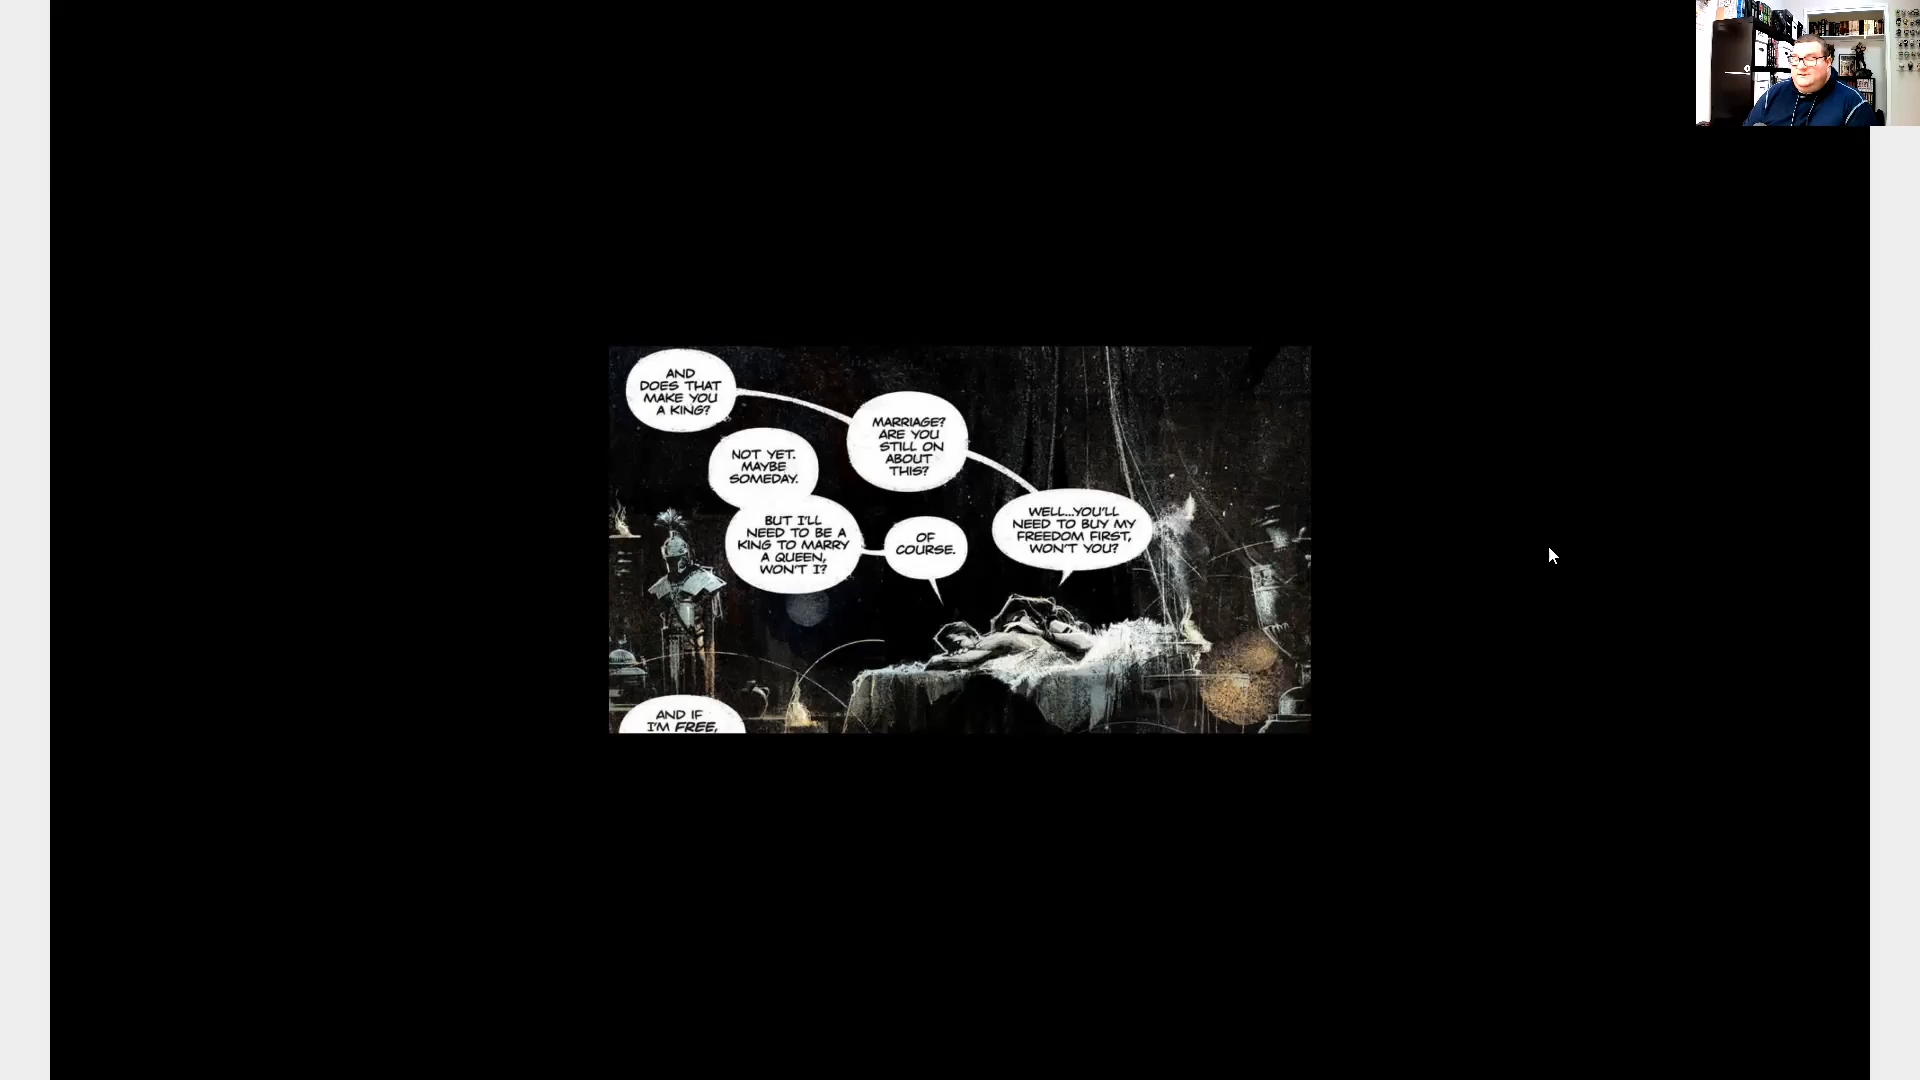 AND
DOES THAT
MAKE YOU
A KING?
NOT YET.
MAYBE
SOMEDAY.
BUT I'LL
NEED TO BE A
KING TO MARRY
A QUEEN,
WON'T I?
MARRIAGE?
ARE YOU
STILL ON
ABOUT
THIS?
OF
COURSE.
WELL...YOU'LL
NEED TO BUY MY
FREEDOM FIRST,
WON'T YOU?
AND IF
I'M FREE,